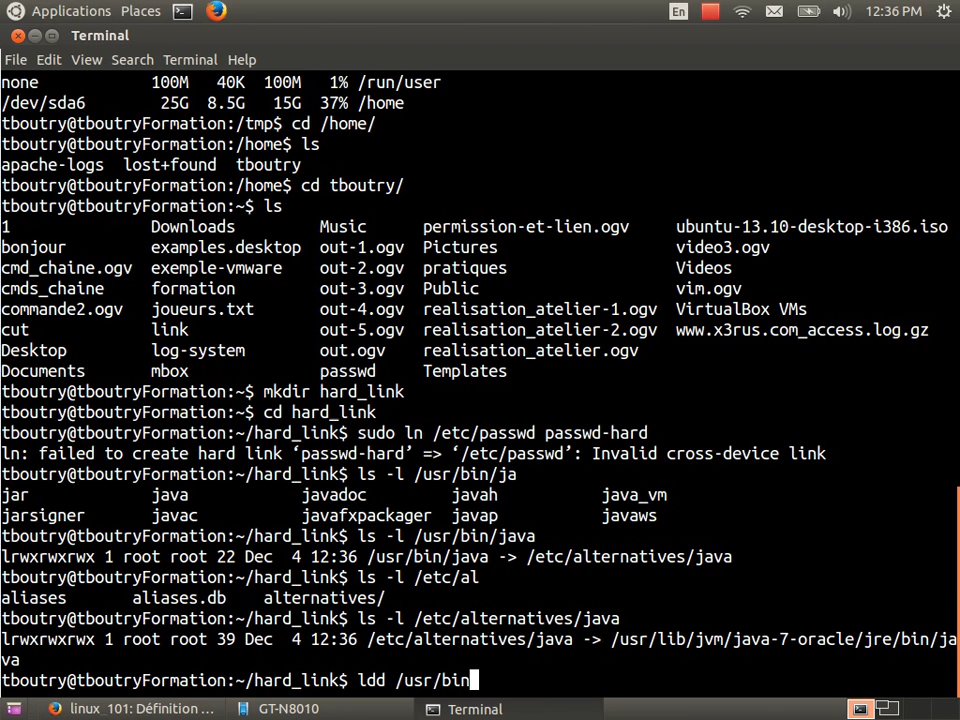 Applications Places En 12:36 PM
Terminal
File Edit View Search Terminal Help
none 100M 40K 100M 1% /run/user
/dev/sda6 25G 8.5G 15G 37% /home
tboutry@tboutryFormation:/tmp$ cd /home/
tboutry@tboutryFormation:/home$ ls
apache-logs lost+found tboutry
tboutry@tboutryFormation:/home$ cd tboutry/
tboutry@tboutryFormation:~$ ls
1 Downloads Music permission-et-lien.ogv ubuntu-13.10-desktop-i386.iso
bonjour examples.desktop out-1.ogv Pictures video3.ogv
cmd_chaine.ogv exemple-vmware out-2.ogv pratiques Videos
cmds_chaine formation out-3.ogv Public vim.ogv
commande2.ogv joueurs.txt out-4.ogv realisation_atelier-1.ogv VirtualBox VMs
cut link out-5.ogv realisation_atelier-2.ogv www.x3rus.com_access.log.gz
Desktop log-system out.ogv realisation_atelier.ogv
Documents mbox passwd Templates
tboutry@tboutryFormation:~$ mkdir hard_link
tboutry@tboutryFormation:~$ cd hard_link
tboutry@tboutryFormation:~/hard_link$ sudo ln /etc/passwd passwd-hard
ln: failed to create hard link ‘passwd-hard’ => ‘/etc/passwd’: Invalid cross-device link
tboutry@tboutryFormation:~/hard_link$ ls -l /usr/bin/ja
jar java javadoc javah java_vm
jarsigner javac javafxpackager javap javaws
tboutry@tboutryFormation:~/hard_link$ ls -l /usr/bin/java
lrwxrwxrwx 1 root root 22 Dec 4 12:36 /usr/bin/java -> /etc/alternatives/java
tboutry@tboutryFormation:~/hard_link$ ls -l /etc/al
aliases aliases.db alternatives/
tboutry@tboutryFormation:~/hard_link$ ls -l /etc/alternatives/java
lrwxrwxrwx 1 root root 39 Dec 4 12:36 /etc/alternatives/java -> /usr/lib/jvm/java-7-oracle/jre/bin/ja
va
tboutry@tboutryFormation:~/hard_link$ ldd /usr/bin
linux_101: Définition ... GT-N8010 Terminal